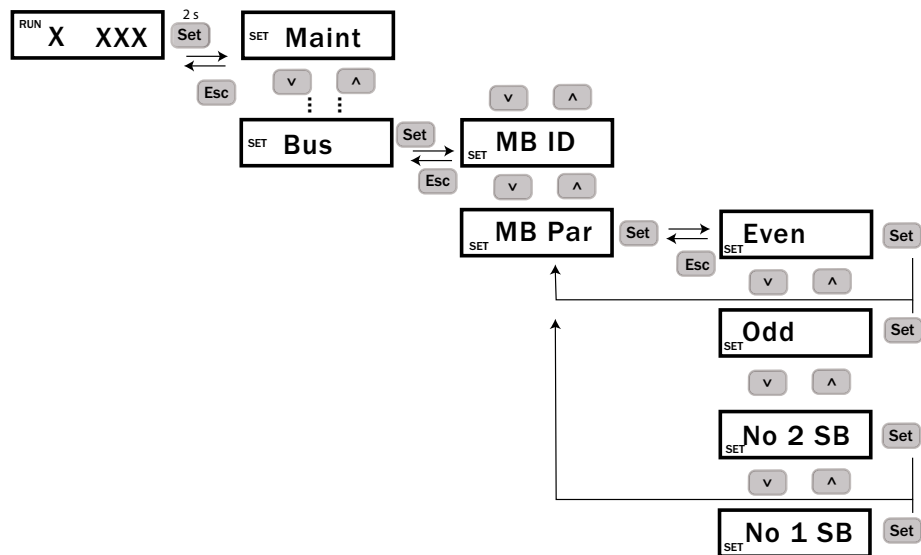 RUN X XXX
2 s
Set
SET Maint
Esc
v ^
SET Bus
Set
Esc
v ^
SET MB ID
v ^
SET MB Par
Set
Esc
SET Even
Set
v ^
SET Odd
Set
v ^
SET No 2 SB
Set
v ^
SET No 1 SB
Set